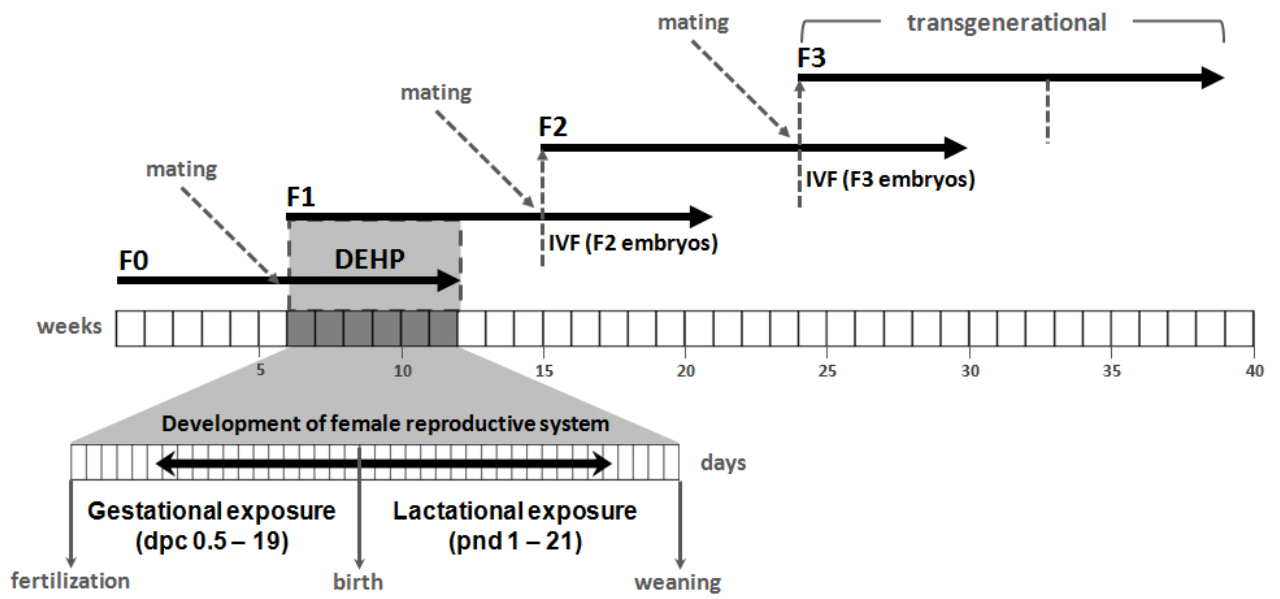 mating
transgenerational
F3
mating
F2
IVF (F3 embryos)
mating
F1
IVF (F2 embryos)
F0
DEHP
weeks
5
10
15
20
25
30
35
40
Development of female reproductive system
days
Gestational exposure
(dpc 0.5 – 19)
Lactational exposure
(pnd 1 – 21)
fertilization
birth
weaning